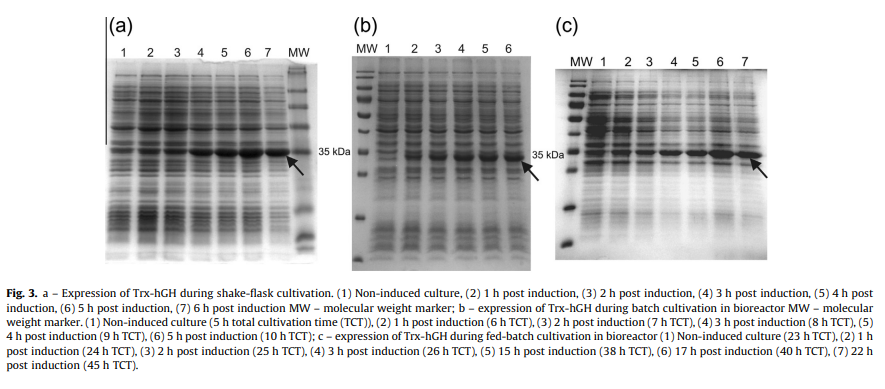 (a)
1 2 3 4 5 6 7 MW
35 kDa
(b)
MW 1 2 3 4 5 6
35 kDa
(c)
MW 1 2 3 4 5 6 7
Fig. 3. a – Expression of Trx-hGH during shake-flask cultivation. (1) Non-induced culture, (2) 1 h post induction, (3) 2 h post induction, (4) 3 h post induction, (5) 4 h post
induction, (6) 5 h post induction, (7) 6 h post induction MW – molecular weight marker; b – expression of Trx-hGH during batch cultivation in bioreactor MW – molecular
weight marker. (1) Non-induced culture (5 h total cultivation time (TCT)), (2) 1 h post induction (6 h TCT), (3) 2 h post induction (7 h TCT), (4) 3 h post induction (8 h TCT), (5)
4 h post induction (9 h TCT), (6) 5 h post induction (10 h TCT); c – expression of Trx-hGH during fed-batch cultivation in bioreactor (1) Non-induced culture (23 h TCT), (2) 1 h
post induction (24 h TCT), (3) 2 h post induction (25 h TCT), (4) 3 h post induction (26 h TCT), (5) 15 h post induction (38 h TCT), (6) 17 h post induction (40 h TCT), (7) 22 h
post induction (45 h TCT).